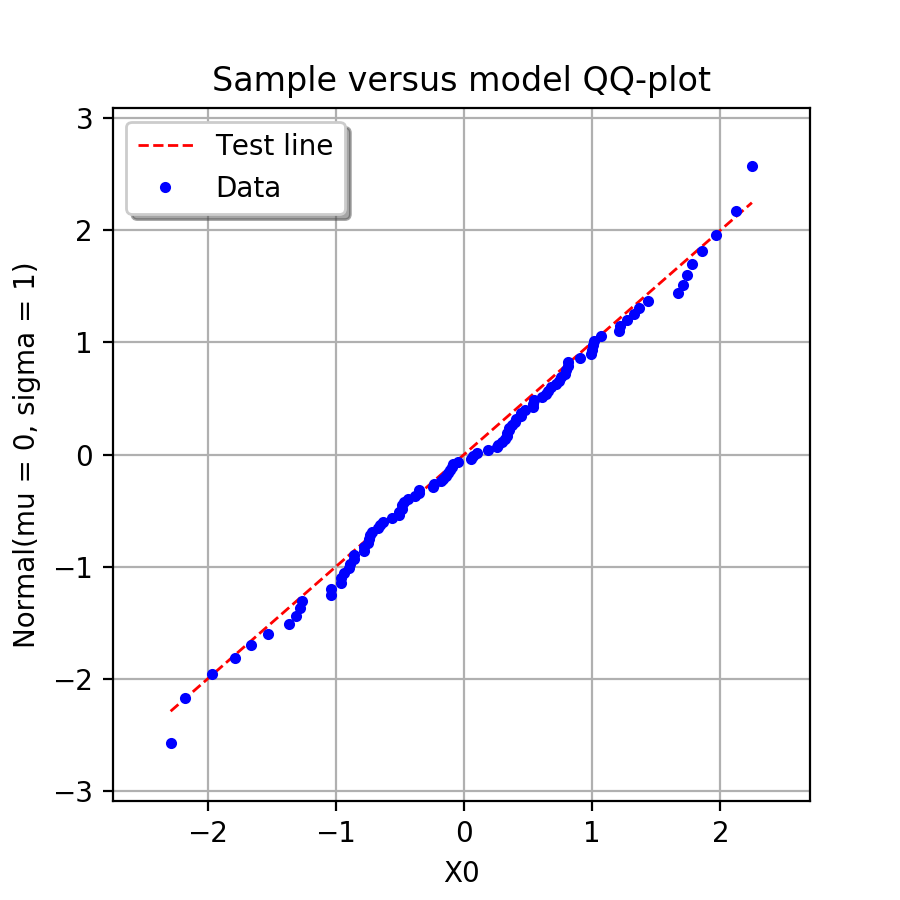 Sample versus model QQ-plot
Test line
Data
Normal(mu = 0, sigma = 1)
3
2
1
0
−1
−2
−3
−2
−1
0
1
2
X0